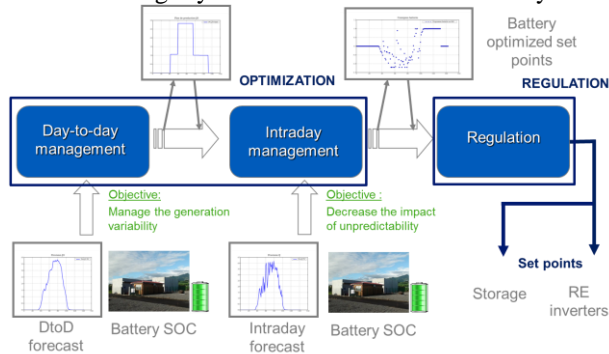 Battery
optimized set
points
OPTIMIZATION
REGULATION
Day-to-day
management
Intraday
management
Regulation
Objective:
Manage the generation
variability
Objective :
Decrease the impact
of unpredictability
Set points
Storage
RE
inverters
DtoD
forecast
Battery SOC
Intraday
forecast
Battery SOC